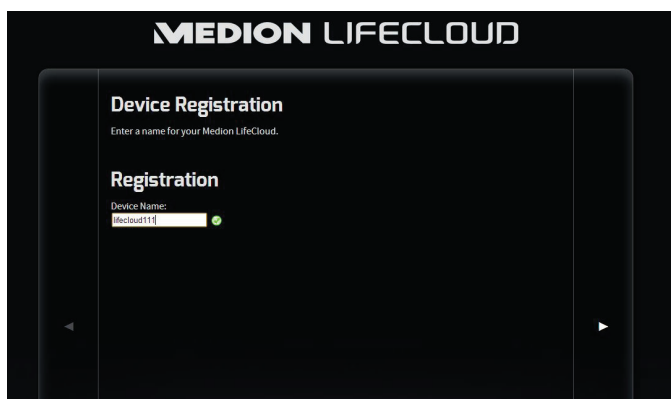 MEDION LIFECLOUD
Device Registration
Enter a name for your Medion LifeCloud.
Registration
Device Name:
lifecloud111